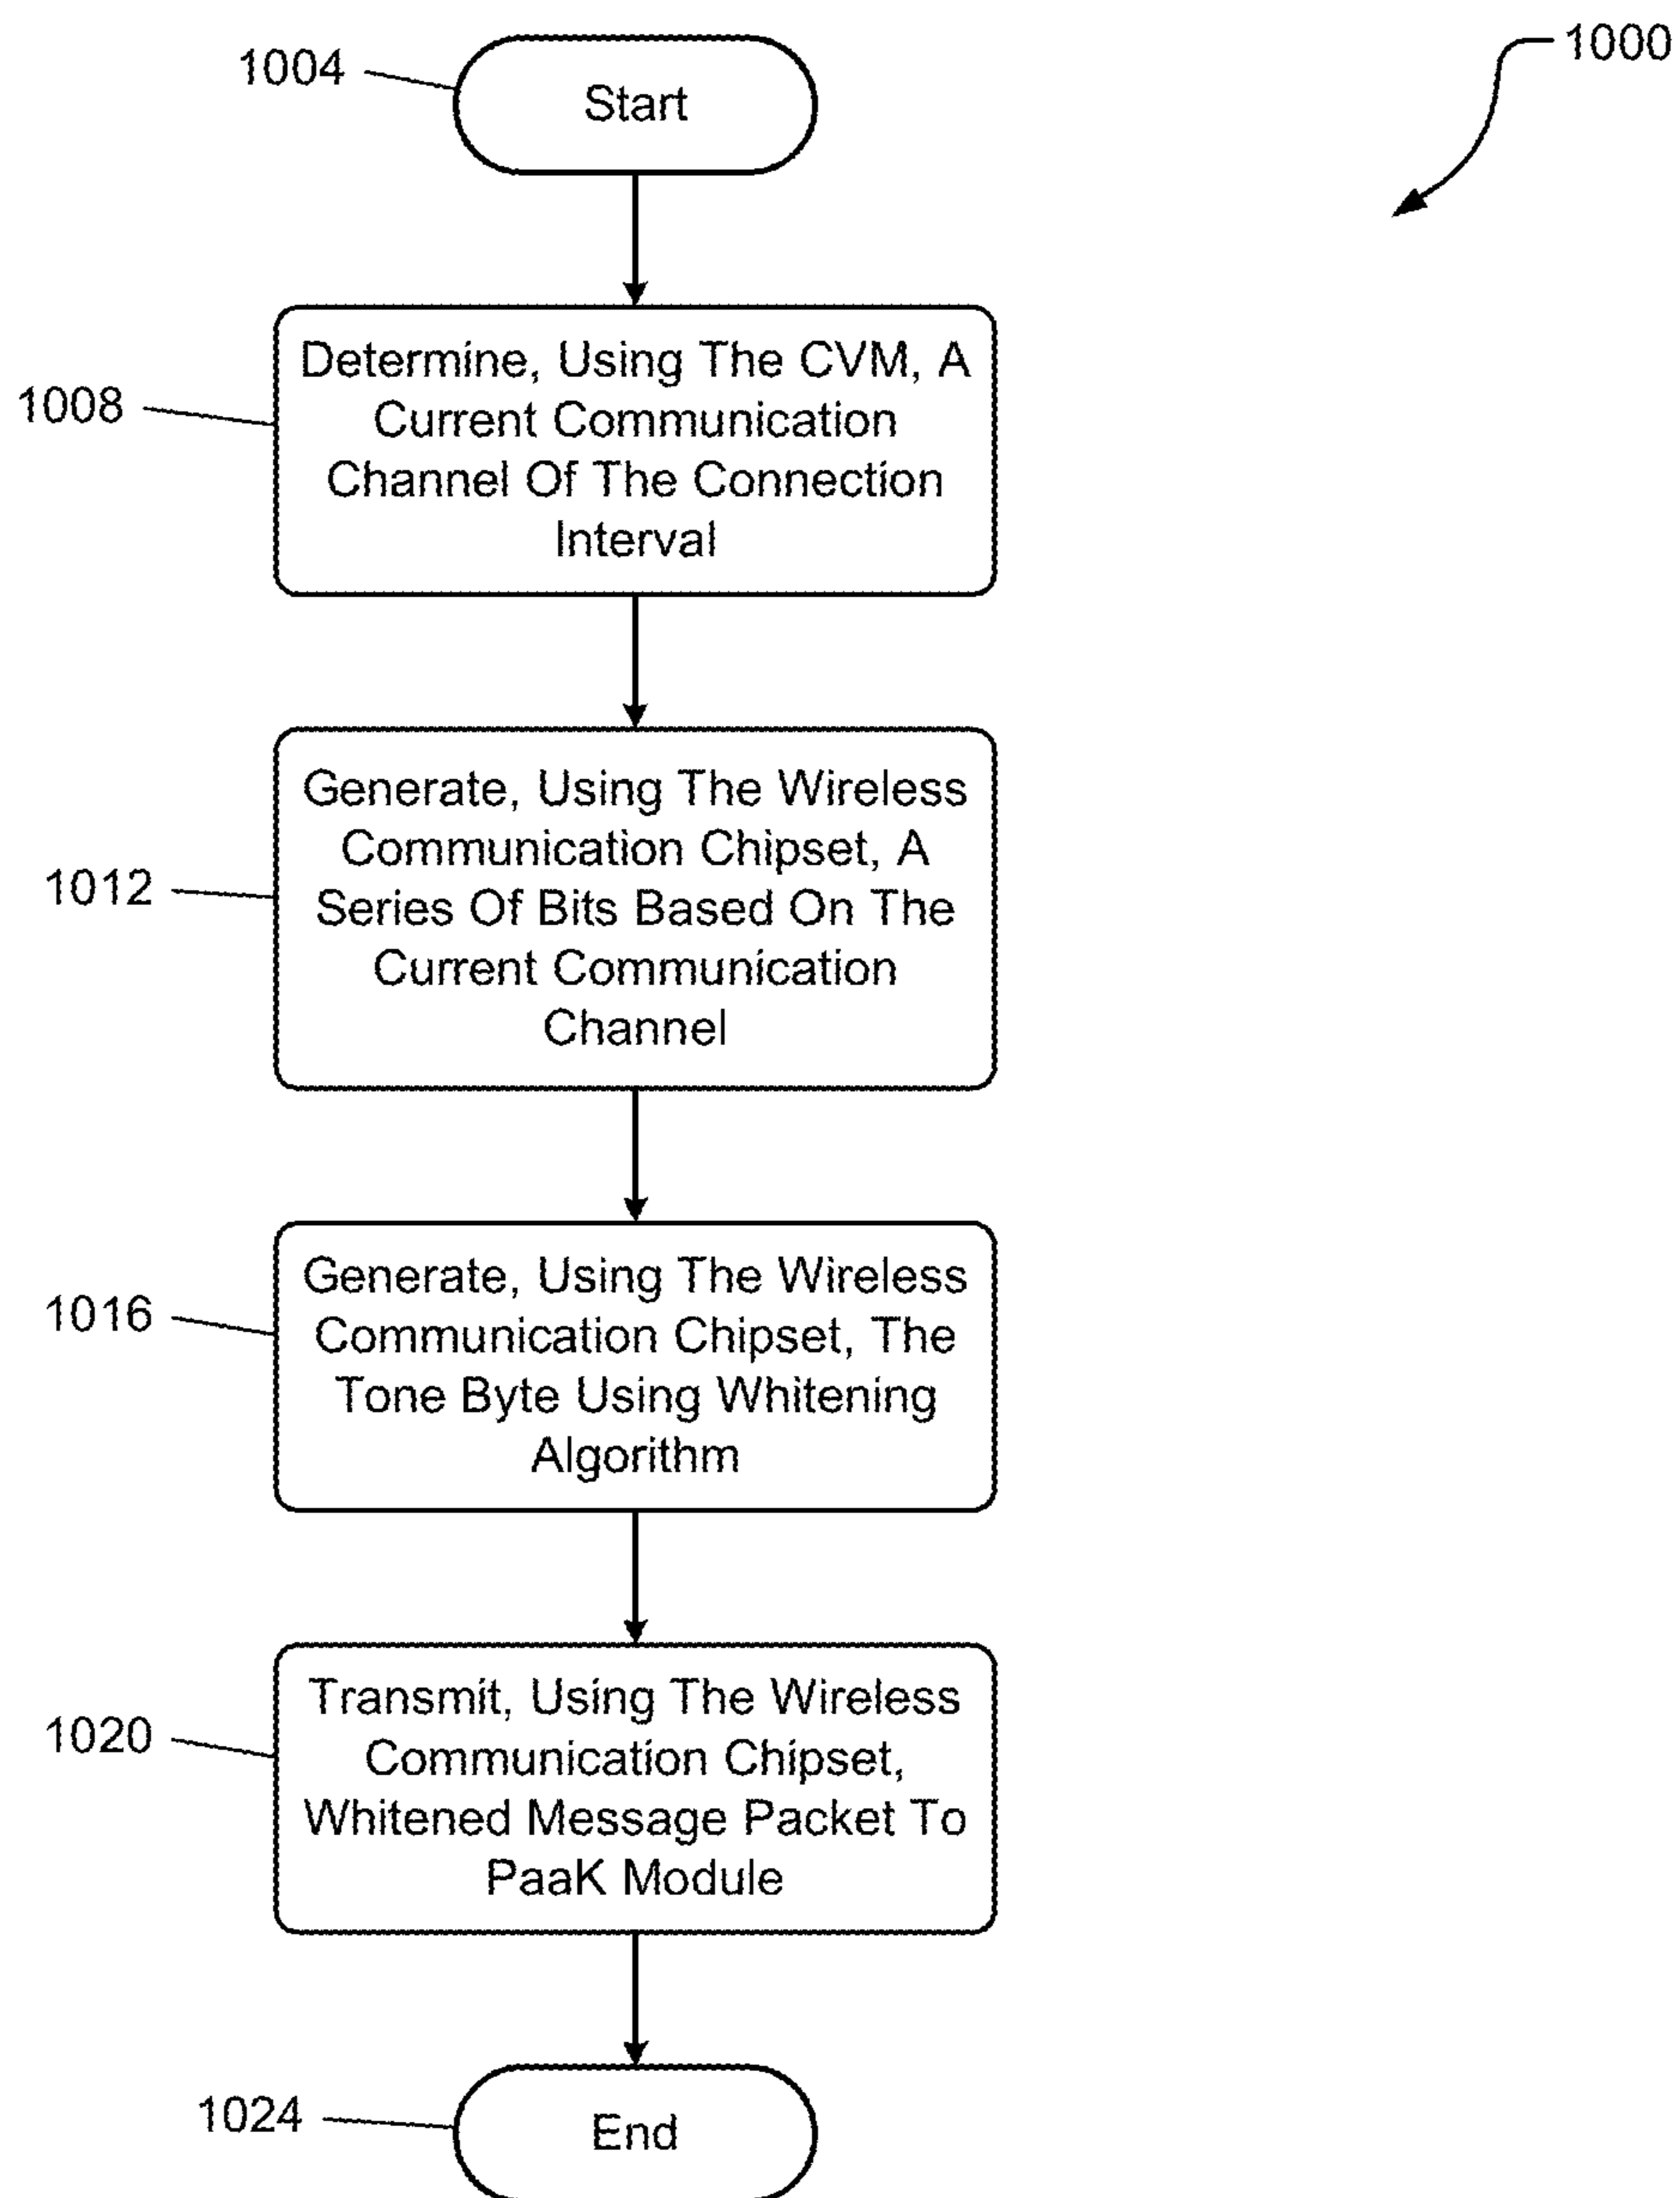 1000
1004
Start
1008
Determine, Using The CVM, A
Current Communication
Channel Of The Connection
Interval
1012
Generate, Using The Wireless
Communication Chipset, A
Series Of Bits Based On The
Current Communication
Channel
1016
Generate, Using The Wireless
Communication Chipset, The
Tone Byte Using Whitening
Algorithm
1020
Transmit, Using The Wireless
Communication Chipset,
Whitened Message Packet To
PaaK Module
1024
End